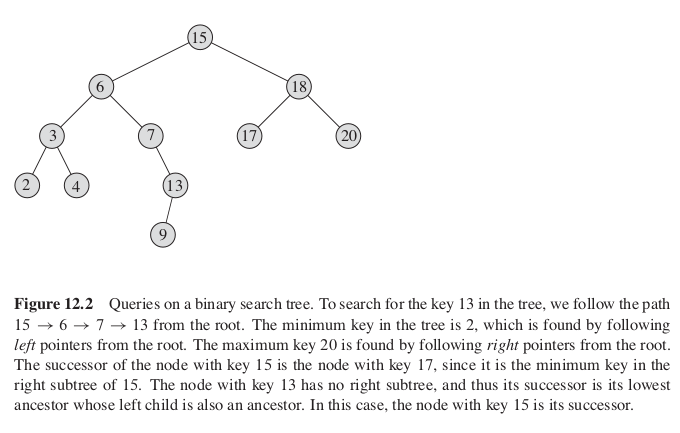 15
6 18
3 7 17 20
2 4 13
9
Figure 12.2 Queries on a binary search tree. To search for the key 13 in the tree, we follow the path
15 → 6 → 7 → 13 from the root. The minimum key in the tree is 2, which is found by following
left pointers from the root. The maximum key 20 is found by following right pointers from the root.
The successor of the node with key 15 is the node with key 17, since it is the minimum key in the
right subtree of 15. The node with key 13 has no right subtree, and thus its successor is its lowest
ancestor whose left child is also an ancestor. In this case, the node with key 15 is its successor.